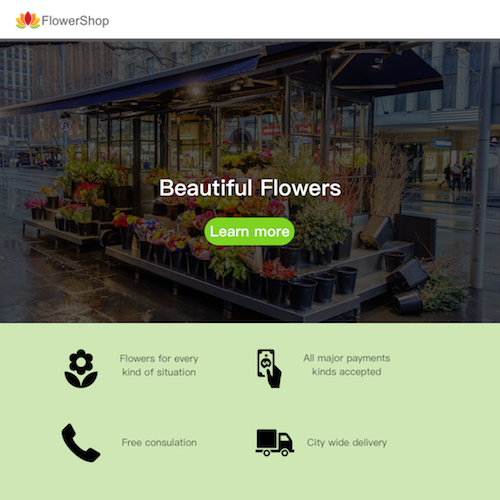 FlowerShop
Beautiful Flowers
Learn more
Flowers for every
kind of situation
All major payments
kinds accepted
Free consulation
City wide delivery